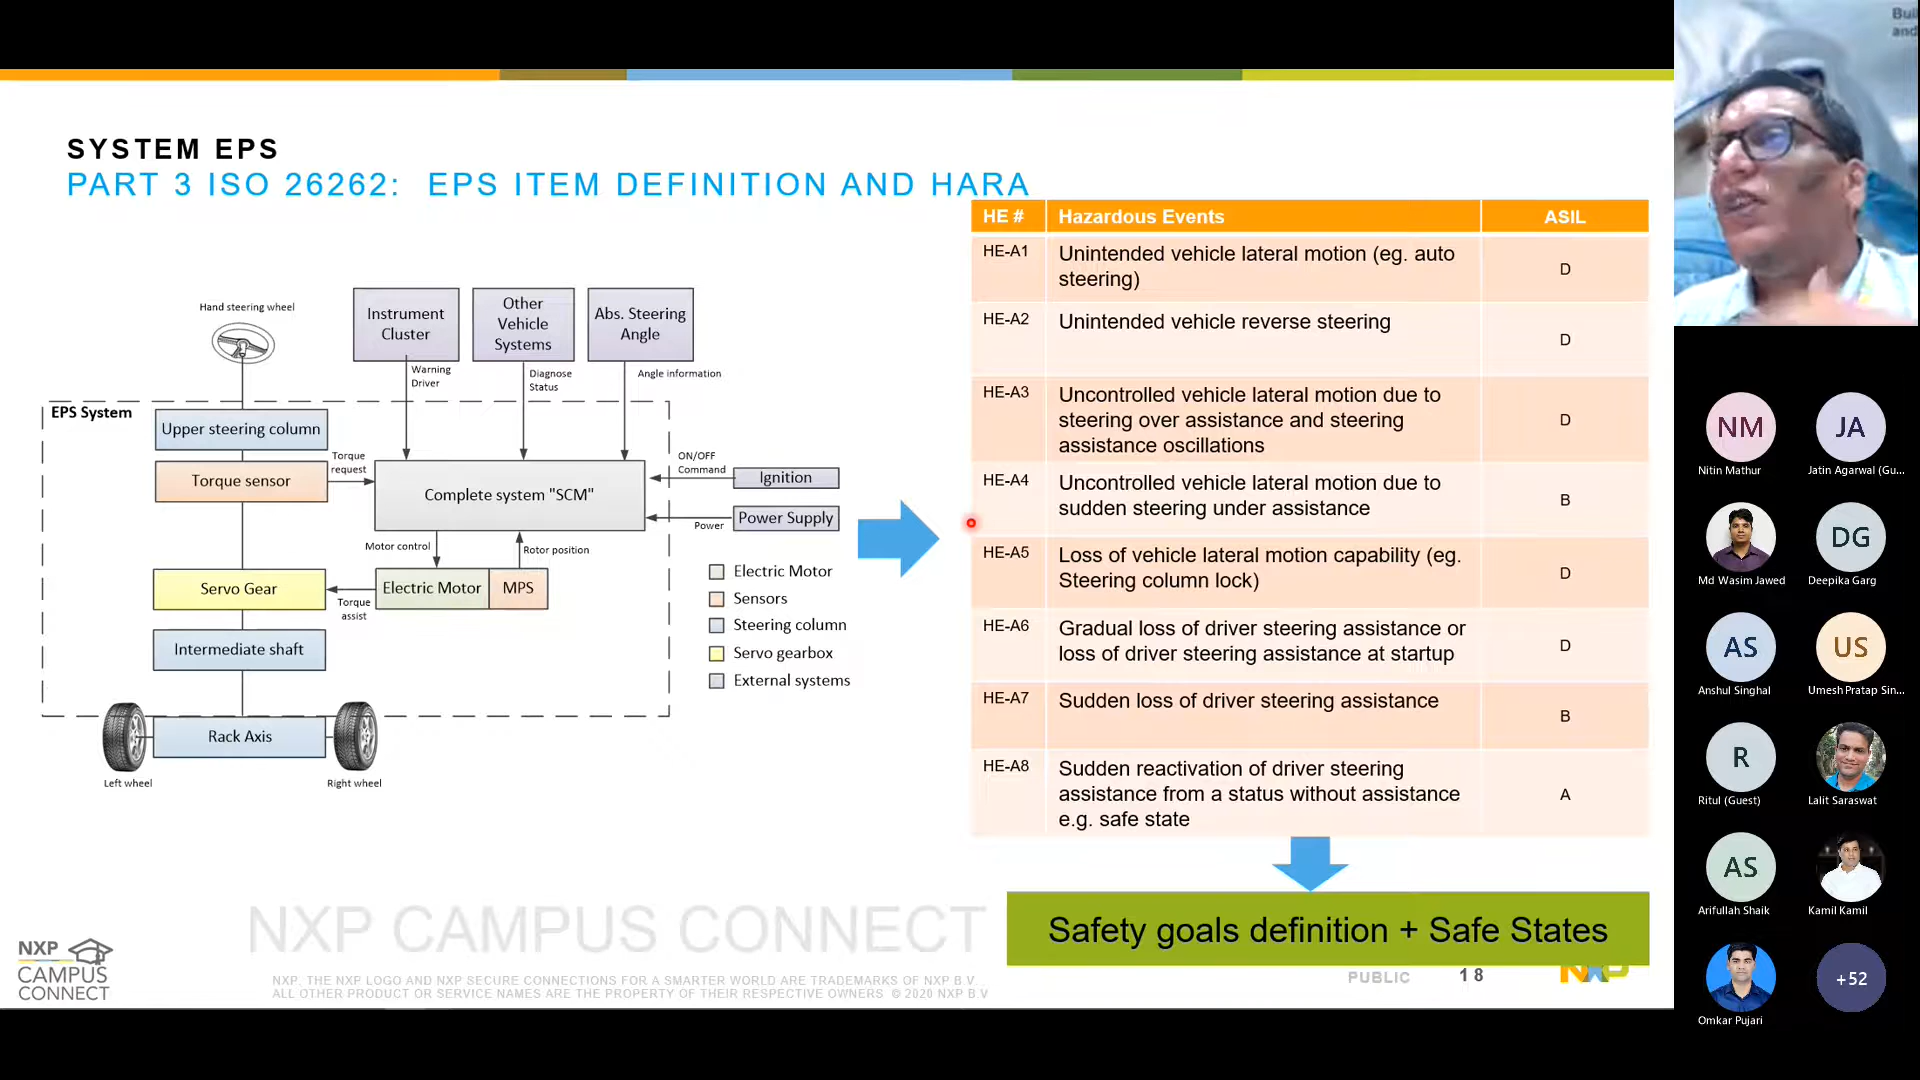 Buil
and
SYSTEM EPS
PART 3 ISO 26262: EPS ITEM DEFINITION AND HARA
HE #
Hazardous Events
ASIL
HE-A1
Unintended vehicle lateral motion (eg. auto
steering)
D
HE-A2
Unintended vehicle reverse steering
D
HE-A3
Uncontrolled vehicle lateral motion due to
steering over assistance and steering
assistance oscillations
D
HE-A4
Uncontrolled vehicle lateral motion due to
sudden steering under assistance
B
HE-A5
Loss of vehicle lateral motion capability (eg.
Steering column lock)
D
HE-A6
Gradual loss of driver steering assistance or
loss of driver steering assistance at startup
D
HE-A7
Sudden loss of driver steering assistance
B
HE-A8
Sudden reactivation of driver steering
assistance from a status without assistance
e.g. safe state
A
Hand steering wheel
Instrument
Cluster
Other
Vehicle
Systems
Abs. Steering
Angle
Warning
Driver
Diagnose
Status
Angle information
EPS System
Upper steering column
Torque
request
Torque sensor
Complete system "SCM"
ON/OFF
Command
Ignition
Power
Power Supply
Motor control
Rotor position
Servo Gear
Torque
assist
Electric Motor
MPS
Intermediate shaft
Rack Axis
Left wheel
Right wheel
Electric Motor
Sensors
Steering column
Servo gearbox
External systems
Safety goals definition + Safe States
NXP CAMPUS CONNECT
NXP
CAMPUS
CONNECT
NXP, THE NXP LOGO AND NXP SECURE CONNECTIONS FOR A SMARTER WORLD ARE TRADEMARKS OF NXP B.V.
ALL OTHER PRODUCT OR SERVICE NAMES ARE THE PROPERTY OF THEIR RESPECTIVE OWNERS © 2020 NXP B.V
PUBLIC
18
NXP
NM
Nitin Mathur
JA
Jatin Agarwal (Gu...
Md Wasim Jawed
DG
Deepika Garg
AS
Anshul Singhal
US
Umesh Pratap Sin...
R
Ritul (Guest)
Lalit Saraswat
AS
Arifullah Shaik
Kamil Kamil
Omkar Pujari
+52